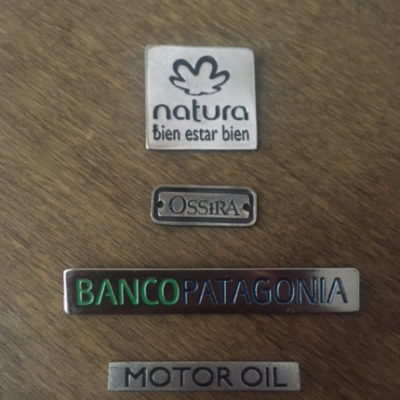 natura
bien estar bien
OSSIRA
BANCOPATAGONIA
MOTOR OIL